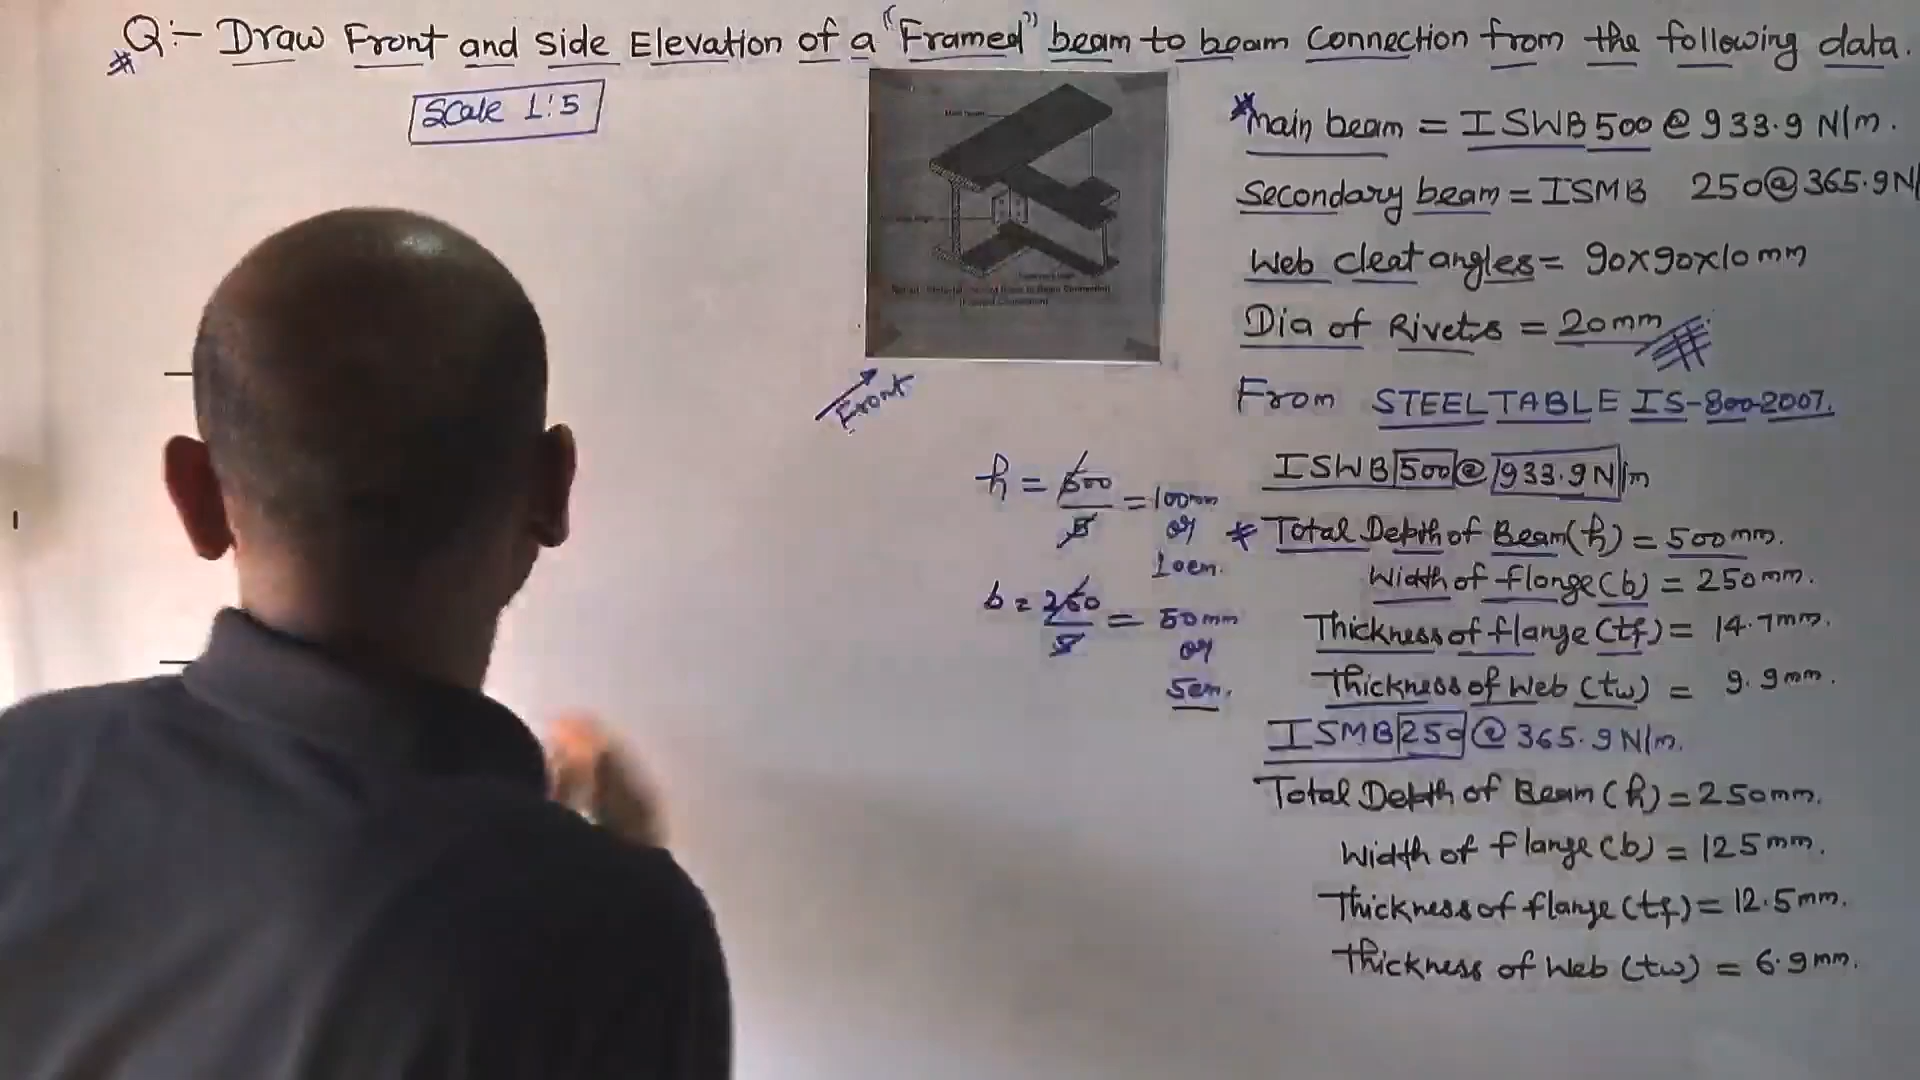 Q:- Draw Front and Side Elevation of a "Framed" beam to beam Connection from the following data.
Scale 1:5
Main beam = ISWB 500 @ 933.9 N/m.
Secondary beam = ISMB 250 @ 365.9 N/
Web cleat angles = 90x90x10mm
Dia of Rivets = 20mm
From STEEL TABLE IS-800-2007.
Front
ISWB 500 @ 933.9 N/m
h = 500/5 = 100mm
or
10cm.
Total Depth of Beam (h) = 500mm.
Width of flange (b) = 250mm.
b = 250/5 = 50mm
or
5cm.
Thickness of flange (tf) = 14.7mm.
Thickness of Web (tw) = 9.9mm.
ISMB 250 @ 365.9 N/m.
Total Depth of Beam (h) = 250mm.
Width of flange (b) = 125mm.
Thickness of flange (tf) = 12.5mm.
Thickness of Web (tw) = 6.9mm.